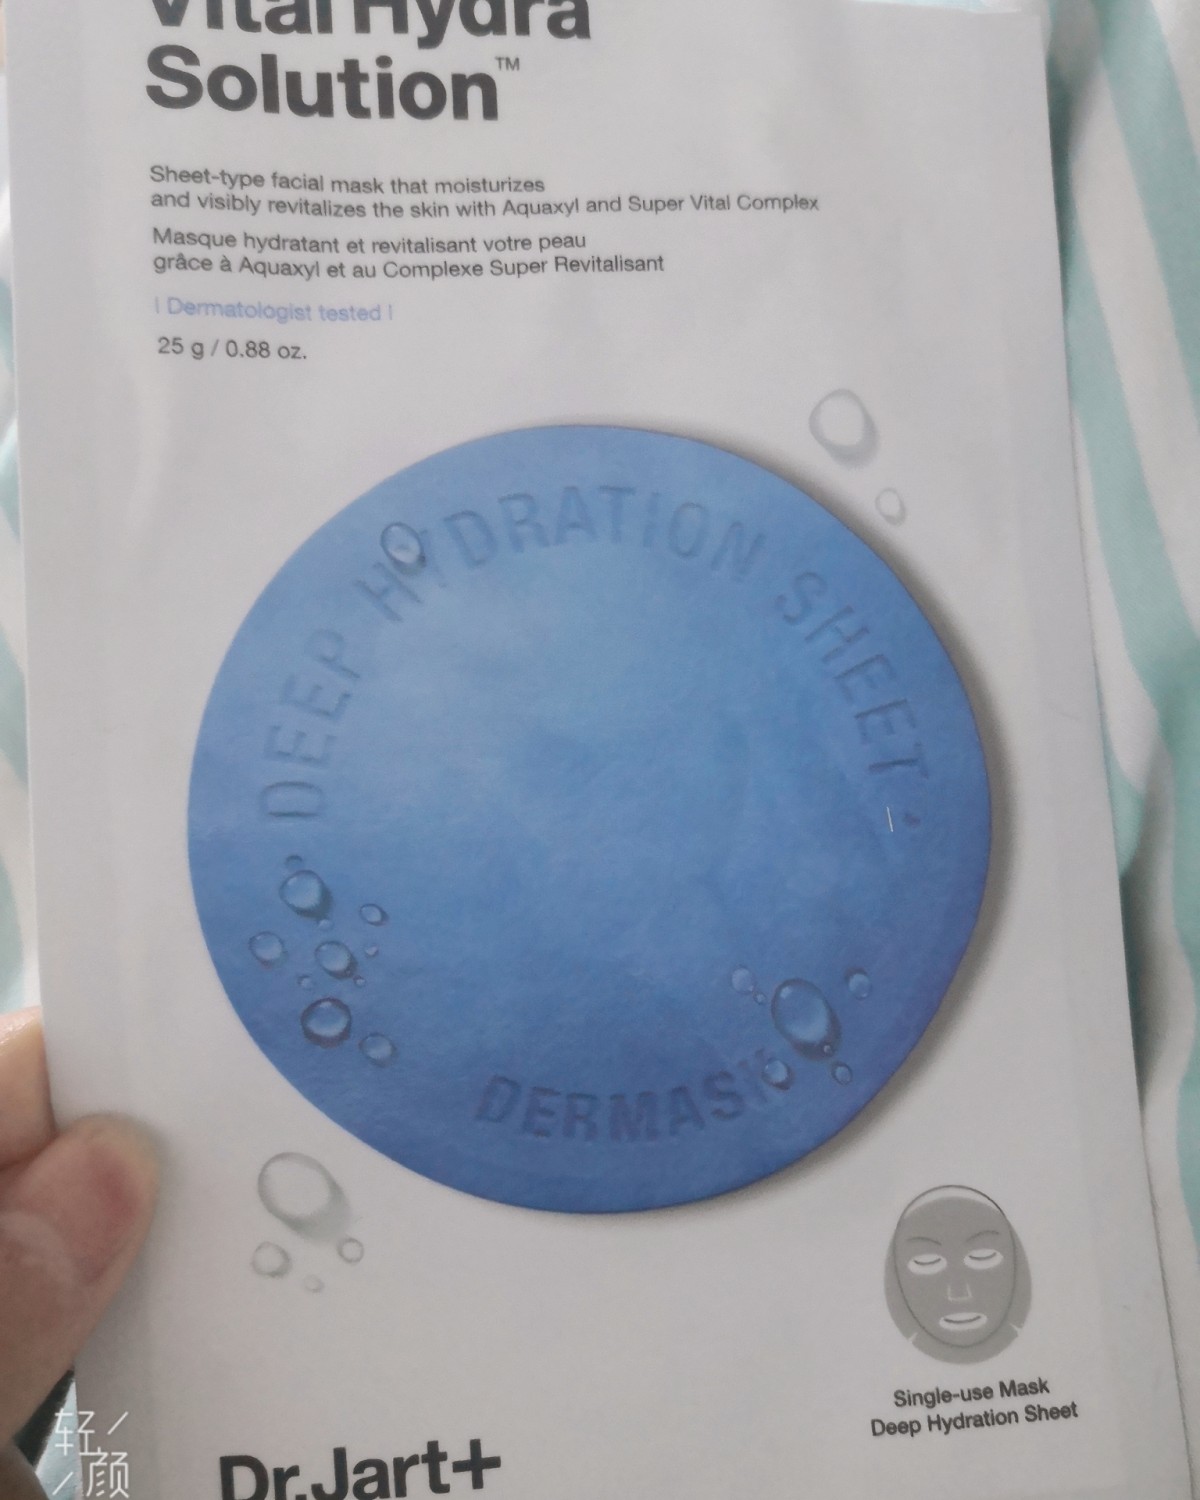 Vital Hydra
Solution™
Sheet-type facial mask that moisturizes
and visibly revitalizes the skin with Aquaxyl and Super Vital Complex
Masque hydratant et revitalisant votre peau
grâce à Aquaxyl et au Complexe Super Revitalisant
| Dermatologist tested |
25 g / 0.88 oz.
DEEP HYDRATION SHEET
DERMASK
Single-use Mask
Deep Hydration Sheet
Dr.Jart+
轻
颜